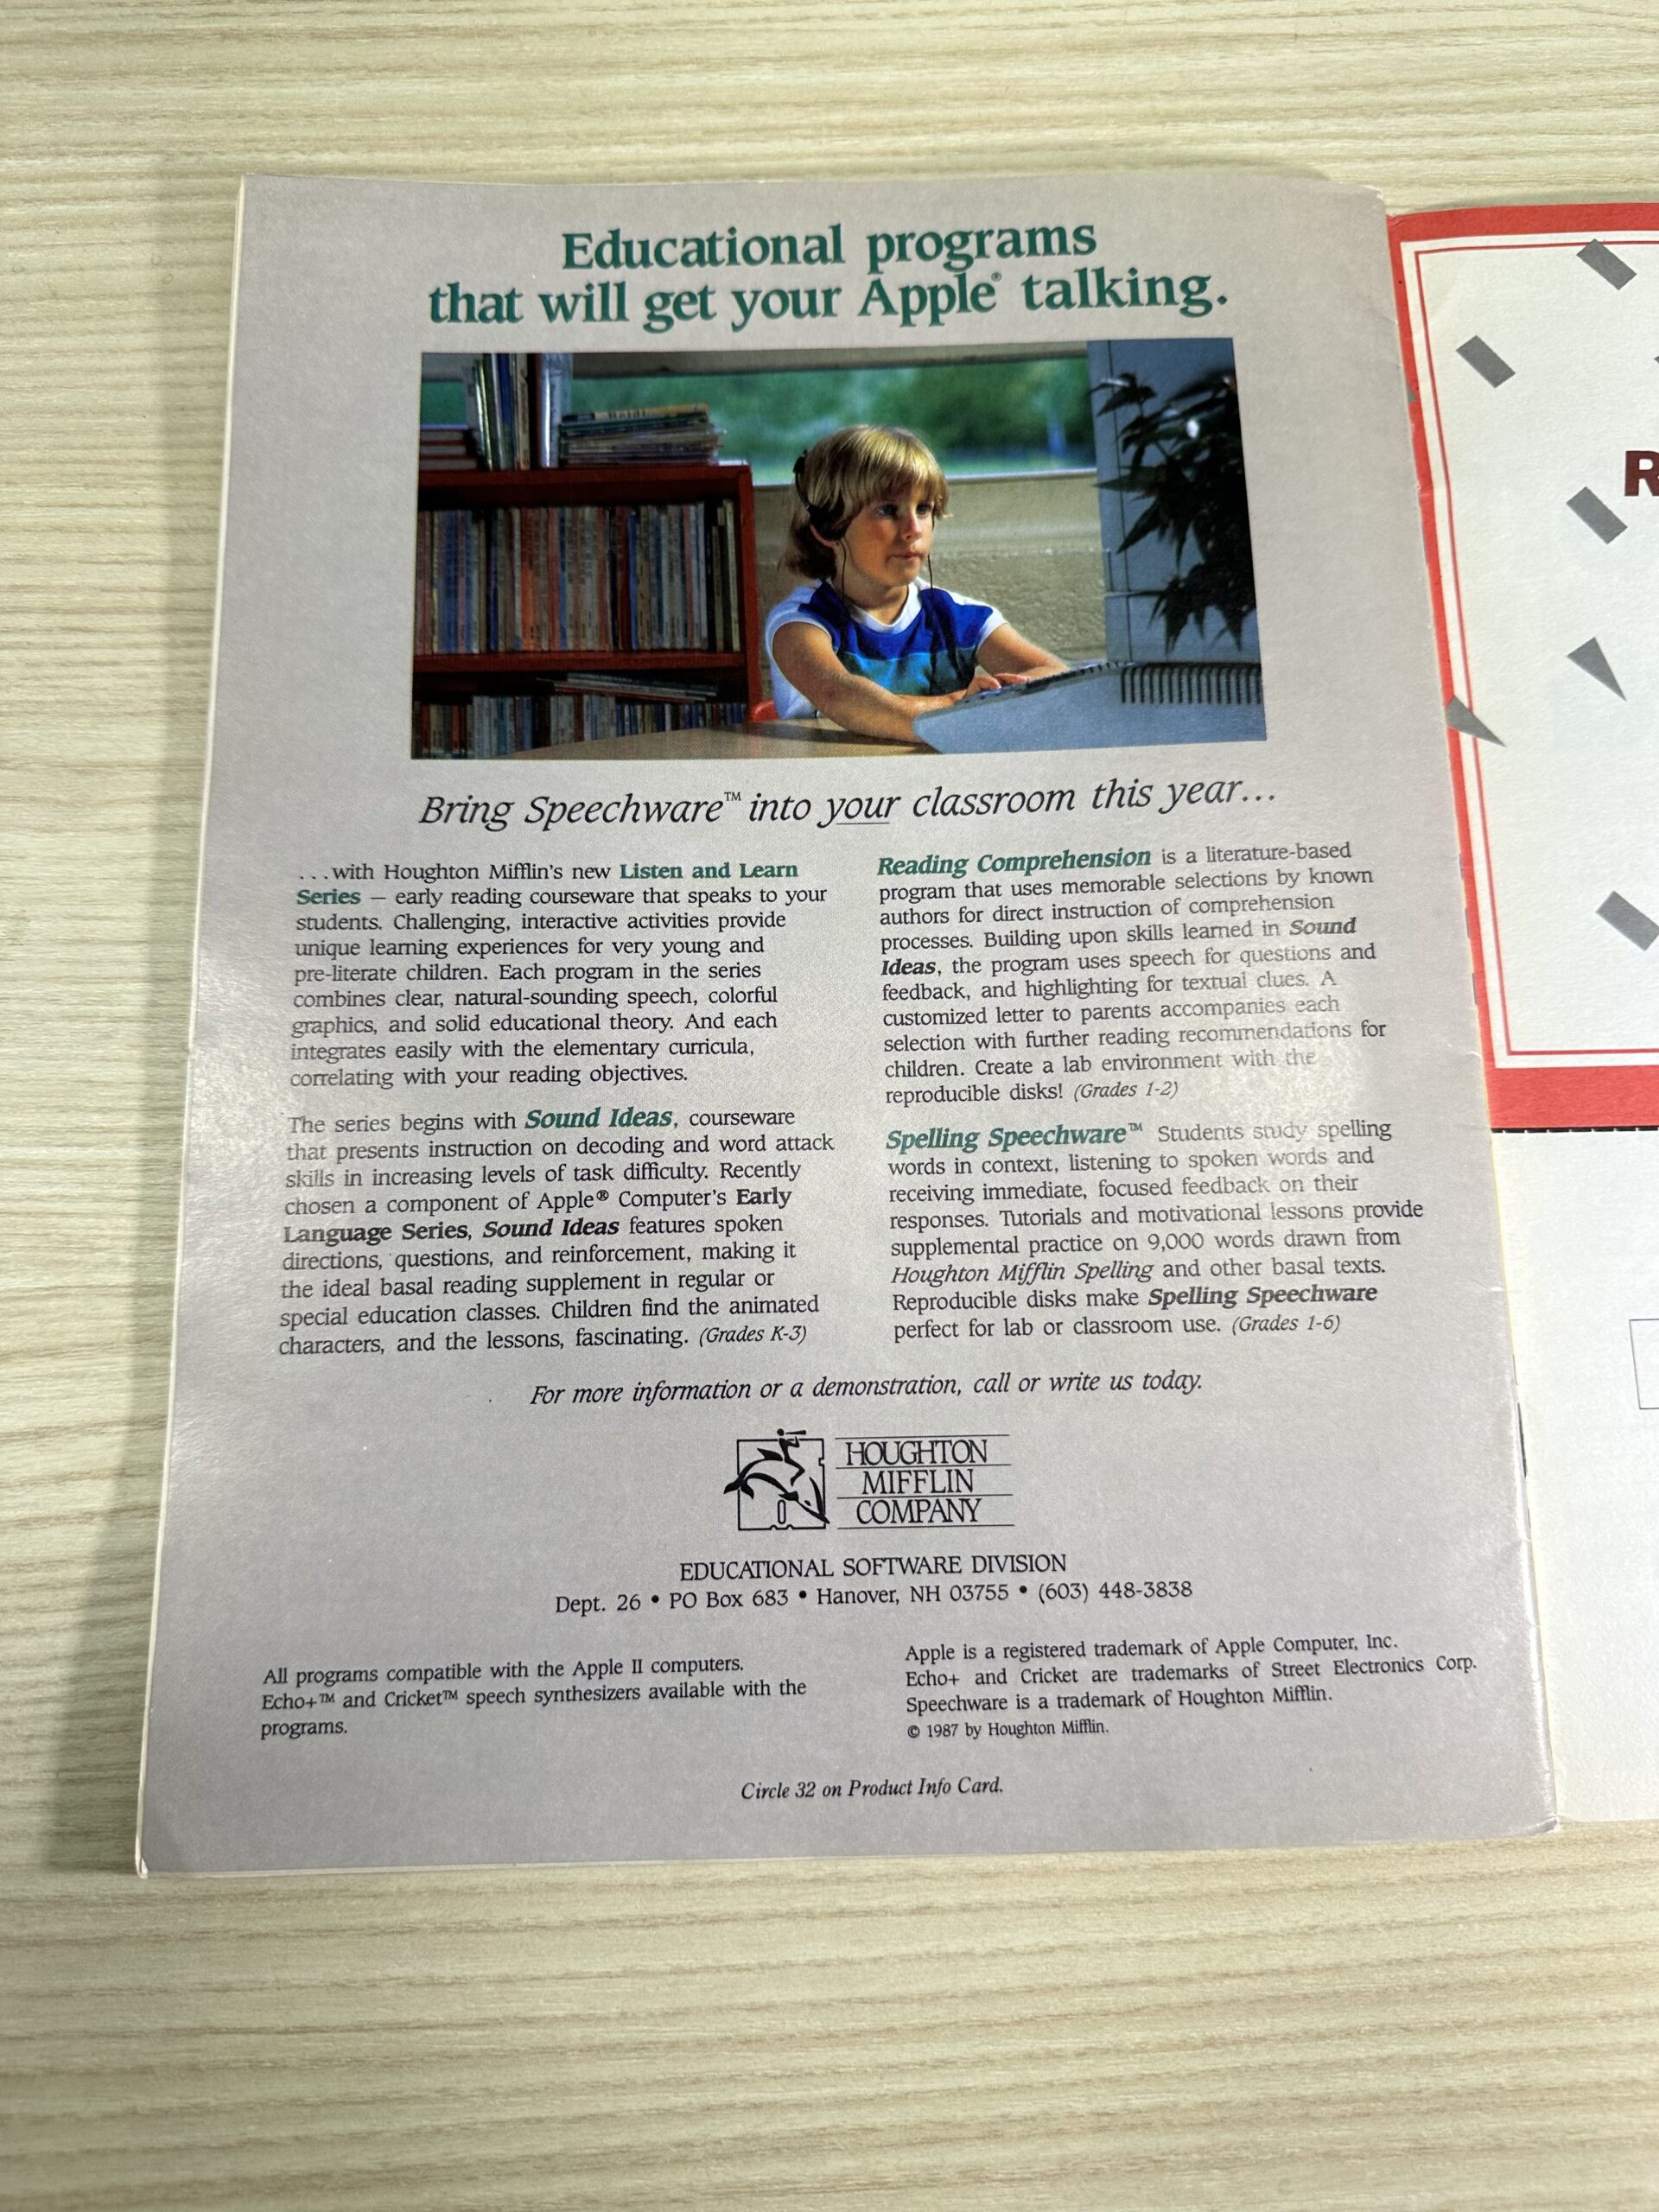 Educational programs
that will get your Apple® talking.
Bring Speechware™ into your classroom this year...
...with Houghton Mifflin's new Listen and Learn
Series — early reading courseware that speaks to your
students. Challenging, interactive activities provide
unique learning experiences for very young and
pre-literate children. Each program in the series
combines clear, natural-sounding speech, colorful
graphics, and solid educational theory. And each
integrates easily with the elementary curricula,
correlating with your reading objectives.
The series begins with Sound Ideas, courseware
that presents instruction on decoding and word attack
skills in increasing levels of task difficulty. Recently
chosen a component of Apple® Computer's Early
Language Series, Sound Ideas features spoken
directions, questions, and reinforcement, making it
the ideal basal reading supplement in regular or
special education classes. Children find the animated
characters, and the lessons, fascinating. (Grades K-3)
Reading Comprehension is a literature-based
program that uses memorable selections by known
authors for direct instruction of comprehension
processes. Building upon skills learned in Sound
Ideas, the program uses speech for questions and
feedback, and highlighting for textual clues. A
customized letter to parents accompanies each
selection with further reading recommendations for
children. Create a lab environment with the
reproducible disks! (Grades 1-2)
Spelling Speechware™ Students study spelling
words in context, listening to spoken words and
receiving immediate, focused feedback on their
responses. Tutorials and motivational lessons provide
supplemental practice on 9,000 words drawn from
Houghton Mifflin Spelling and other basal texts.
Reproducible disks make Spelling Speechware
perfect for lab or classroom use. (Grades 1-6)
For more information or a demonstration, call or write us today.
HOUGHTON
MIFFLIN
COMPANY
EDUCATIONAL SOFTWARE DIVISION
Dept. 26 • PO Box 683 • Hanover, NH 03755 • (603) 448-3838
All programs compatible with the Apple II computers.
Echo+™ and Cricket™ speech synthesizers available with the
programs.
Apple is a registered trademark of Apple Computer, Inc.
Echo+ and Cricket are trademarks of Street Electronics Corp.
Speechware is a trademark of Houghton Mifflin.
© 1987 by Houghton Mifflin.
Circle 32 on Product Info Card.
R